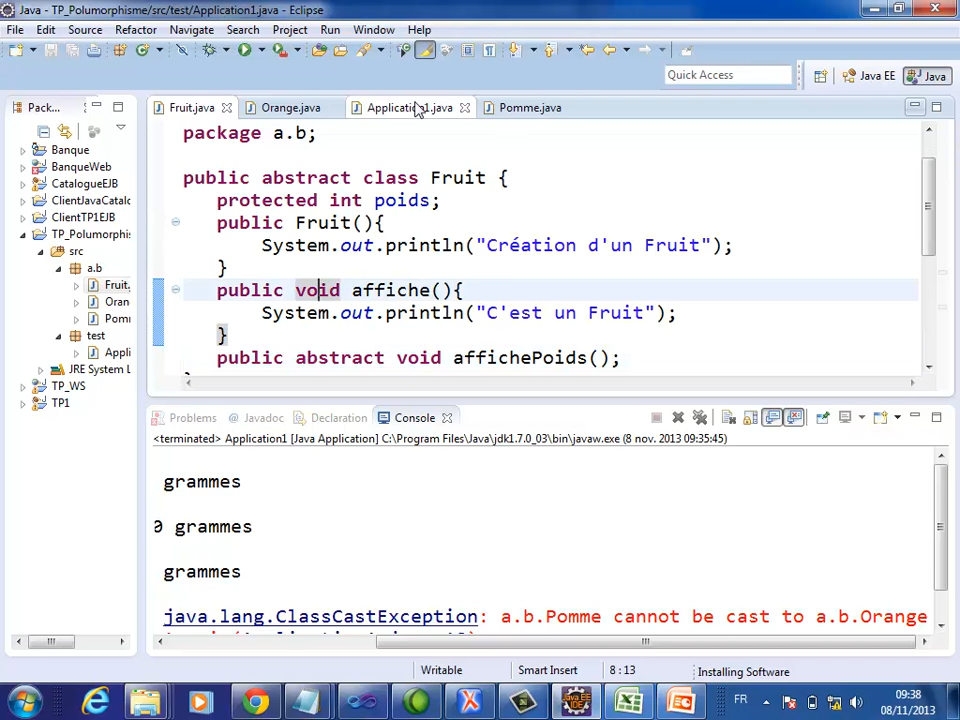 Java - TP_Polumorphisme/src/test/Application1.java - Eclipse
File Edit Source Refactor Navigate Search Project Run Window Help
Quick Access Java EE Java
Pack... Fruit.java Orange.java Application1.java Pomme.java
Banque
BanqueWeb
CatalogueEJB
ClientJavaCatal
ClientTP1EJB
TP_Polymorphis
src
a.b
Fruit.
Oran
Pom
test
Appli
JRE System L
TP_WS
TP1
package a.b;
public abstract class Fruit {
protected int poids;
public Fruit(){
System.out.println("Création d'un Fruit");
}
public void affiche(){
System.out.println("C'est un Fruit");
}
public abstract void affichePoids();
Problems @ Javadoc Declaration Console
<terminated> Application1 [Java Application] C:\Program Files\Java\jdk1.7.0_03\bin\javaw.exe (8 nov. 2013 09:35:45)
grammes
0 grammes
grammes
java.lang.ClassCastException: a.b.Pomme cannot be cast to a.b.Orange
Writable Smart Insert 8 : 13 Installing Software
FR 09:38
08/11/2013